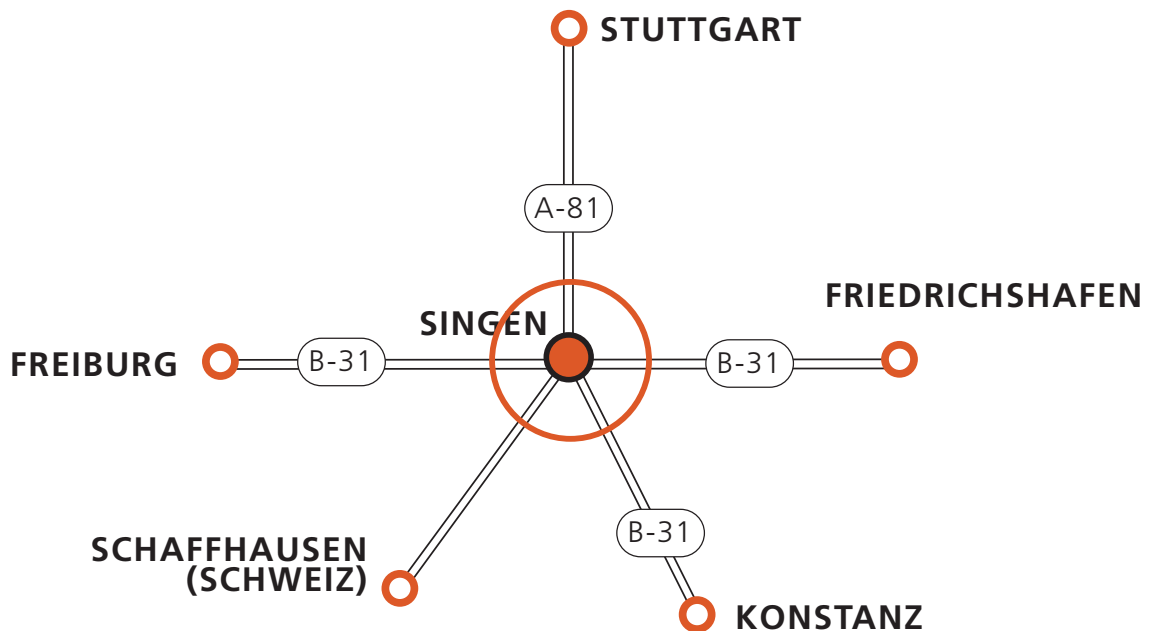 STUTTGART
A-81
FRIEDRICHSHAFEN
SINGEN
FREIBURG
B-31
B-31
B-31
SCHAFFHAUSEN
(SCHWEIZ)
KONSTANZ